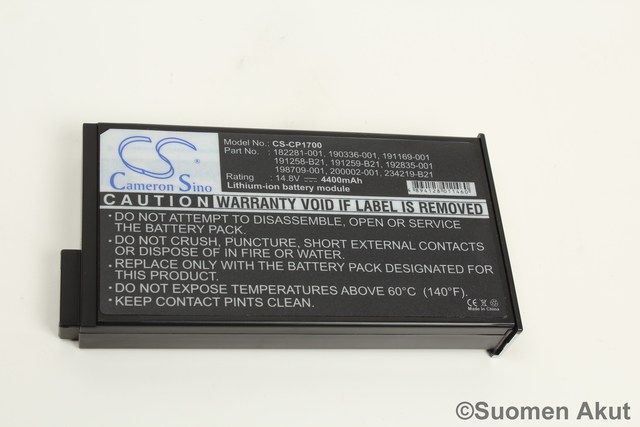 CS
Cameron Sino
Model No.: CS-CP1700
Part No. : 182281-001, 190336-001, 191169-001
191258-B21, 191259-B21, 192835-001
198709-001, 200002-001, 234219-B21
Rating : 14.8V 4400mAh
Lithium-ion battery module
CAUTION WARRANTY VOID IF LABEL IS REMOVED
•DO NOT ATTEMPT TO DISASSEMBLE, OPEN OR SERVICE
THE BATTERY PACK.
•DO NOT CRUSH, PUNCTURE, SHORT EXTERNAL CONTACTS
OR DISPOSE OF IN FIRE OR WATER.
•REPLACE ONLY WITH THE BATTERY PACK DESIGNATED FOR
THIS PRODUCT.
•DO NOT EXPOSE TEMPERATURES ABOVE 60°C (140°F).
•KEEP CONTACT PINTS CLEAN.
CE
Made in China
©Suomen Akut